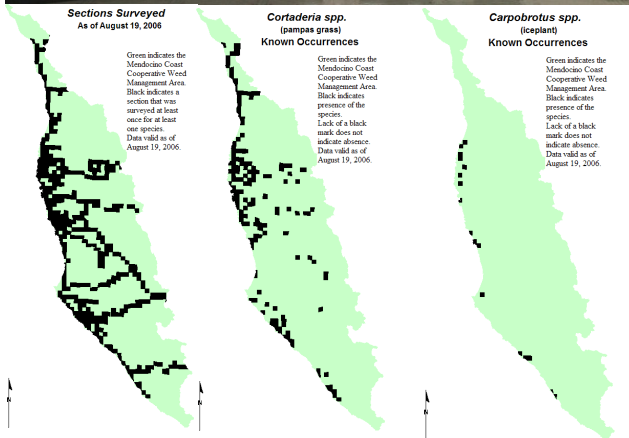 Sections Surveyed
As of August 19, 2006
Green indicates the
Mendocino Coast
Cooperative Weed
Management Area.
Black indicates a
section that was
surveyed at least
once for at least
one species.
Data valid as of
August 19, 2006.
N
Cortaderia spp.
(pampas grass)
Known Occurrences
Green indicates the
Mendocino Coast
Cooperative Weed
Management Area.
Black indicates
presence of the
species.
Lack of a black
mark does not
indicate absence.
Data valid as of
August 19, 2006.
N
Carpobrotus spp.
(iceplant)
Known Occurrences
Green indicates the
Mendocino Coast
Cooperative Weed
Management Area.
Black indicates
presence of the
species.
Lack of a black
mark does not
indicate absence.
Data valid as of
August 19, 2006.
N